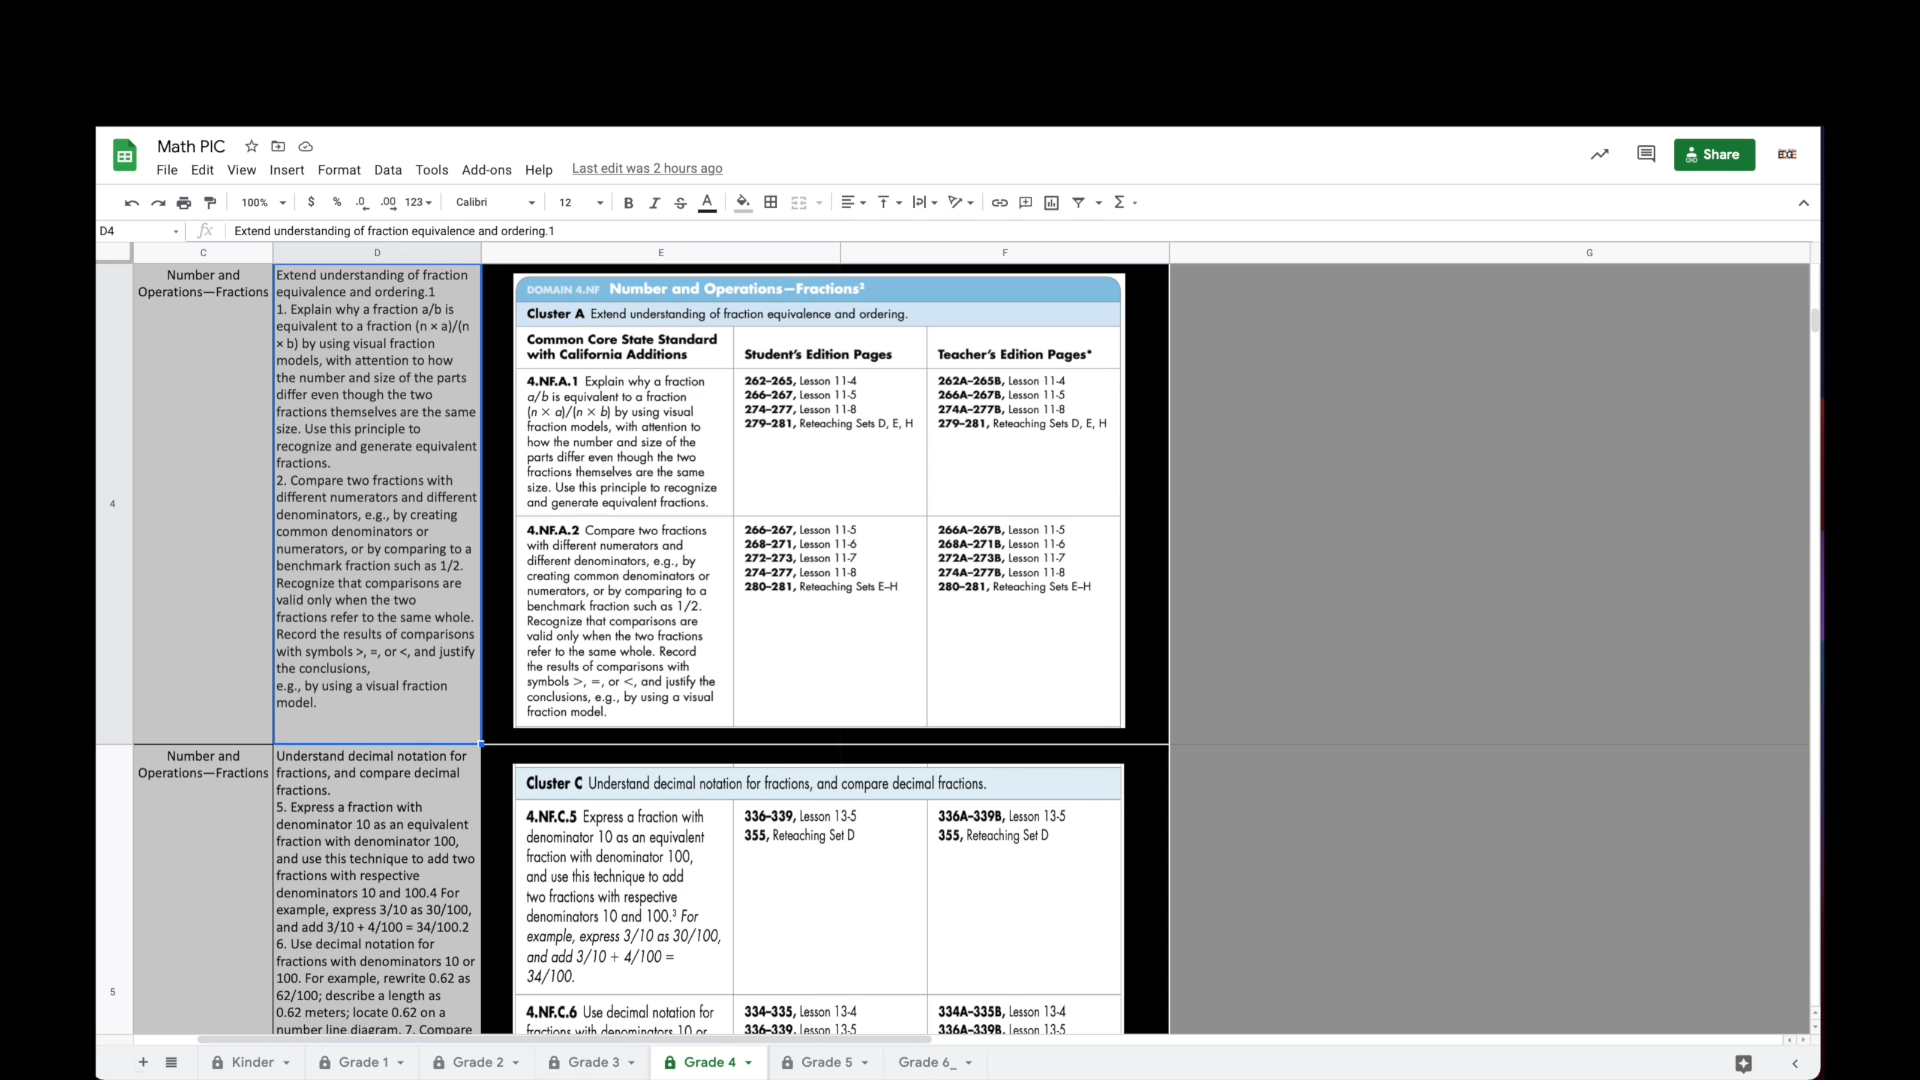 Math PIC
File Edit View Insert Format Data Tools Add-ons Help Last edit was 2 hours ago
Share
EDGE
100% $ % .0 .00 123 Calibri 12 B I S A
D4 fx Extend understanding of fraction equivalence and ordering.1
C D E F G
4
Number and
Operations—Fractions
Extend understanding of fraction
equivalence and ordering.1
1. Explain why a fraction a/b is
equivalent to a fraction (n × a)/(n
× b) by using visual fraction
models, with attention to how
the number and size of the parts
differ even though the two
fractions themselves are the same
size. Use this principle to
recognize and generate equivalent
fractions.
2. Compare two fractions with
different numerators and different
denominators, e.g., by creating
common denominators or
numerators, or by comparing to a
benchmark fraction such as 1/2.
Recognize that comparisons are
valid only when the two
fractions refer to the same whole.
Record the results of comparisons
with symbols >, =, or <, and justify
the conclusions,
e.g., by using a visual fraction
model.
DOMAIN 4.NF Number and Operations—Fractions²
Cluster A Extend understanding of fraction equivalence and ordering.
Common Core State Standard
with California Additions
Student's Edition Pages
Teacher's Edition Pages*
4.NF.A.1 Explain why a fraction
a/b is equivalent to a fraction
(n × a)/(n × b) by using visual
fraction models, with attention to
how the number and size of the
parts differ even though the two
fractions themselves are the same
size. Use this principle to recognize
and generate equivalent fractions.
262–265, Lesson 11-4
266–267, Lesson 11-5
274–277, Lesson 11-8
279–281, Reteaching Sets D, E, H
262A–265B, Lesson 11-4
266A–267B, Lesson 11-5
274A–277B, Lesson 11-8
279–281, Reteaching Sets D, E, H
4.NF.A.2 Compare two fractions
with different numerators and
different denominators, e.g., by
creating common denominators or
numerators, or by comparing to a
benchmark fraction such as 1/2.
Recognize that comparisons are
valid only when the two fractions
refer to the same whole. Record
the results of comparisons with
symbols >, =, or <, and justify the
conclusions, e.g., by using a visual
fraction model.
266–267, Lesson 11-5
268–271, Lesson 11-6
272–273, Lesson 11-7
274–277, Lesson 11-8
280–281, Reteaching Sets E–H
266A–267B, Lesson 11-5
268A–271B, Lesson 11-6
272A–273B, Lesson 11-7
274A–277B, Lesson 11-8
280–281, Reteaching Sets E–H
5
Number and
Operations—Fractions
Understand decimal notation for
fractions, and compare decimal
fractions.
5. Express a fraction with
denominator 10 as an equivalent
fraction with denominator 100,
and use this technique to add two
fractions with respective
denominators 10 and 100.4 For
example, express 3/10 as 30/100,
and add 3/10 + 4/100 = 34/100.2
6. Use decimal notation for
fractions with denominators 10 or
100. For example, rewrite 0.62 as
62/100; describe a length as
0.62 meters; locate 0.62 on a
number line diagram. 7. Compare
Cluster C Understand decimal notation for fractions, and compare decimal fractions.
4.NF.C.5 Express a fraction with
denominator 10 as an equivalent
fraction with denominator 100,
and use this technique to add
two fractions with respective
denominators 10 and 100.³ For
example, express 3/10 as 30/100,
and add 3/10 + 4/100 =
34/100.
336–339, Lesson 13-5
355, Reteaching Set D
336A–339B, Lesson 13-5
355, Reteaching Set D
4.NF.C.6 Use decimal notation for
fractions with denominators 10 or
334–335, Lesson 13-4
336–339, Lesson 13-5
334A–335B, Lesson 13-4
336A–339B, Lesson 13-5
Kinder Grade 1 Grade 2 Grade 3 Grade 4 Grade 5 Grade 6_